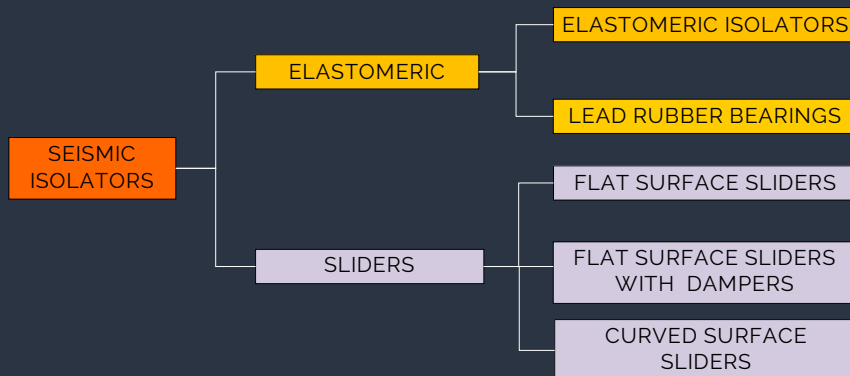 SEISMIC
ISOLATORS
ELASTOMERIC
ELASTOMERIC ISOLATORS
LEAD RUBBER BEARINGS
SLIDERS
FLAT SURFACE SLIDERS
FLAT SURFACE SLIDERS
WITH DAMPERS
CURVED SURFACE
SLIDERS